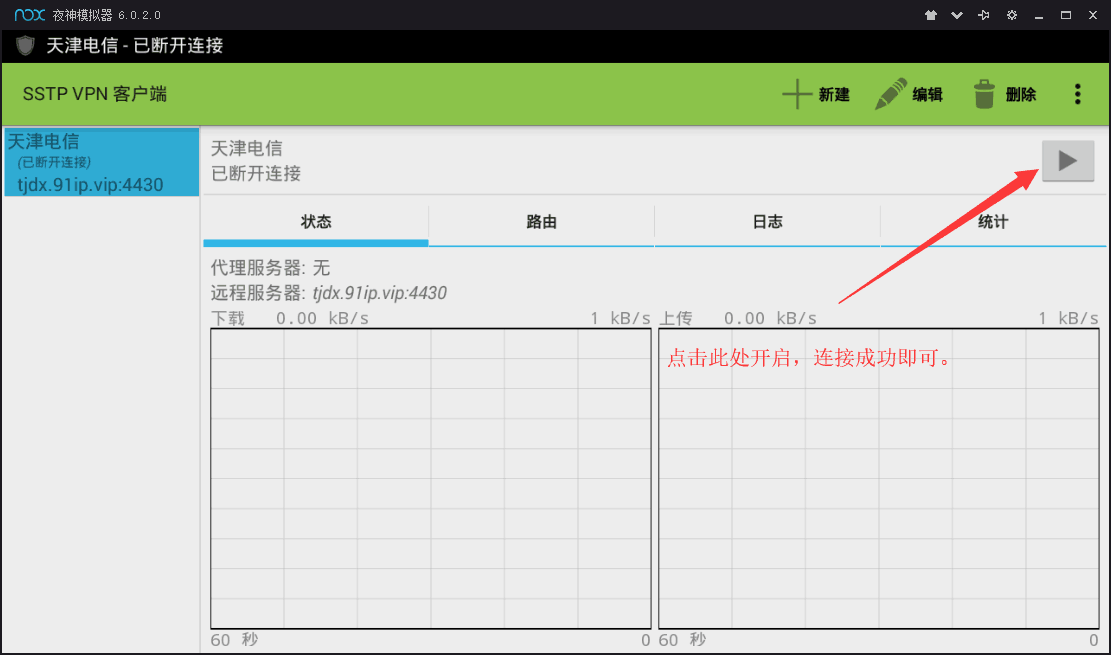 nox 夜神模拟器 6.0.2.0
天津电信 - 已断开连接
SSTP VPN 客户端
新建
编辑
删除
天津电信
(已断开连接)
tjdx.91ip.vip:4430
天津电信
已断开连接
状态
路由
日志
统计
代理服务器: 无
远程服务器: tjdx.91ip.vip:4430
下载 0.00 kB/s 1 kB/s
上传 0.00 kB/s 1 kB/s
点击此处开启，连接成功即可。
60 秒 0
60 秒 0